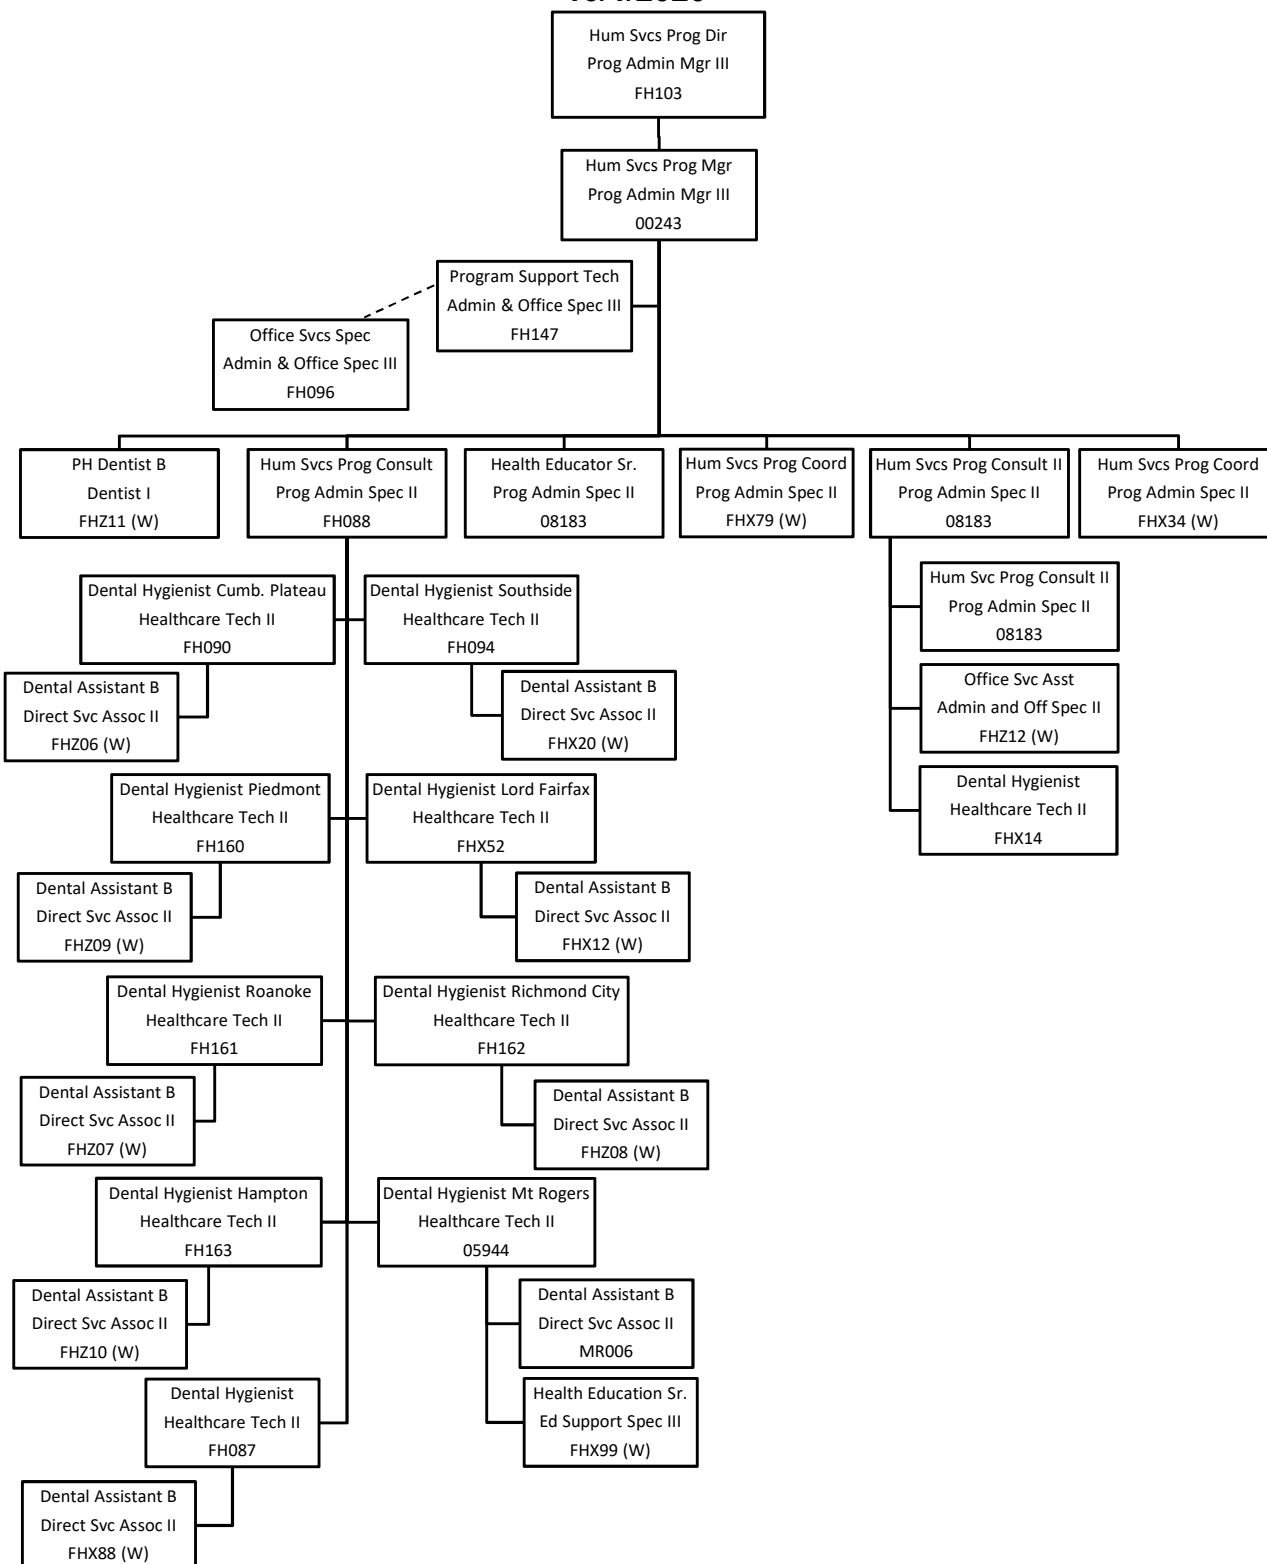 Hum Svcs Prog Dir
Prog Admin Mgr III
FH103
Hum Svcs Prog Mgr
Prog Admin Mgr III
00243
Program Support Tech
Admin & Office Spec III
FH147
Office Svcs Spec
Admin & Office Spec III
FH096
PH Dentist B
Dentist I
FHZ11 (W)
Hum Svcs Prog Consult
Prog Admin Spec II
FH088
Health Educator Sr.
Prog Admin Spec II
08183
Hum Svcs Prog Coord
Prog Admin Spec II
FHX79 (W)
Hum Svcs Prog Consult II
Prog Admin Spec II
08183
Hum Svcs Prog Coord
Prog Admin Spec II
FHX34 (W)
Dental Hygienist Cumb. Plateau
Healthcare Tech II
FH090
Dental Hygienist Southside
Healthcare Tech II
FH094
Hum Svc Prog Consult II
Prog Admin Spec II
08183
Dental Assistant B
Direct Svc Assoc II
FHZ06 (W)
Dental Assistant B
Direct Svc Assoc II
FHX20 (W)
Office Svc Asst
Admin and Off Spec II
FHZ12 (W)
Dental Hygienist Piedmont
Healthcare Tech II
FH160
Dental Hygienist Lord Fairfax
Healthcare Tech II
FHX52
Dental Hygienist
Healthcare Tech II
FHX14
Dental Assistant B
Direct Svc Assoc II
FHZ09 (W)
Dental Assistant B
Direct Svc Assoc II
FHX12 (W)
Dental Hygienist Roanoke
Healthcare Tech II
FH161
Dental Hygienist Richmond City
Healthcare Tech II
FH162
Dental Assistant B
Direct Svc Assoc II
FHZ07 (W)
Dental Assistant B
Direct Svc Assoc II
FHZ08 (W)
Dental Hygienist Hampton
Healthcare Tech II
FH163
Dental Hygienist Mt Rogers
Healthcare Tech II
05944
Dental Assistant B
Direct Svc Assoc II
FHZ10 (W)
Dental Assistant B
Direct Svc Assoc II
MR006
Dental Hygienist
Healthcare Tech II
FH087
Health Education Sr.
Ed Support Spec III
FHX99 (W)
Dental Assistant B
Direct Svc Assoc II
FHX88 (W)